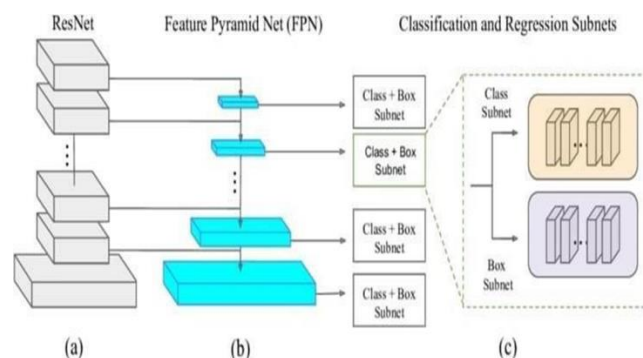 ResNet
Feature Pyramid Net (FPN)
Classification and Regression Subnets
Class + Box
Subnet
Class + Box
Subnet
Class + Box
Subnet
Class + Box
Subnet
Class
Subnet
Box
Subnet
(a)
(b)
(c)